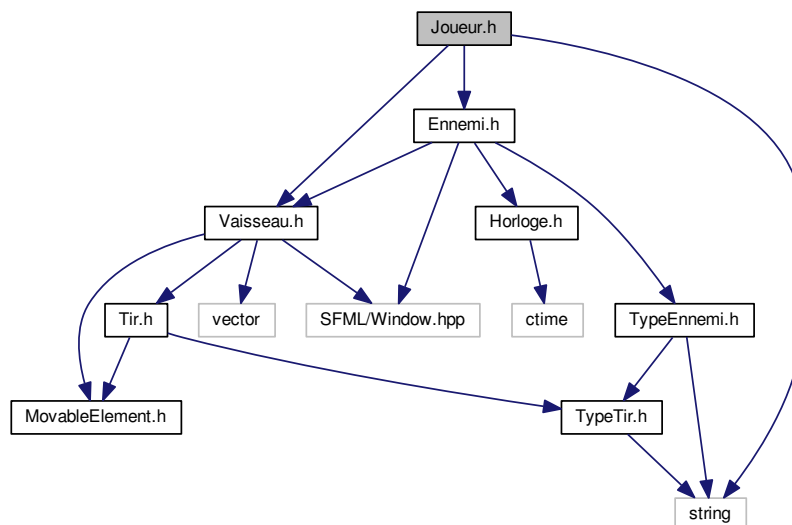 Joueur.h
Ennemi.h
Vaisseau.h
Horloge.h
Tir.h
vector
SFML/Window.hpp
ctime
TypeEnnemi.h
MovableElement.h
TypeTir.h
string